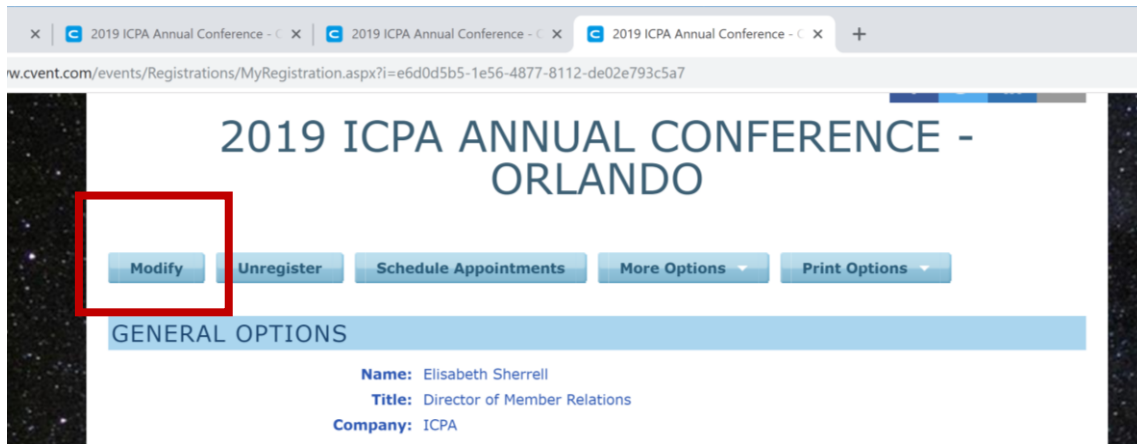 2019 ICPA Annual Conference - 2019 ICPA Annual Conference - 2019 ICPA Annual Conference -
w.cvent.com/events/Registrations/MyRegistration.aspx?i=e6d0d5b5-1e56-4877-8112-de02e793c5a7
2019 ICPA ANNUAL CONFERENCE -
ORLANDO
Modify Unregister Schedule Appointments More Options Print Options
GENERAL OPTIONS
Name: Elisabeth Sherrell
Title: Director of Member Relations
Company: ICPA